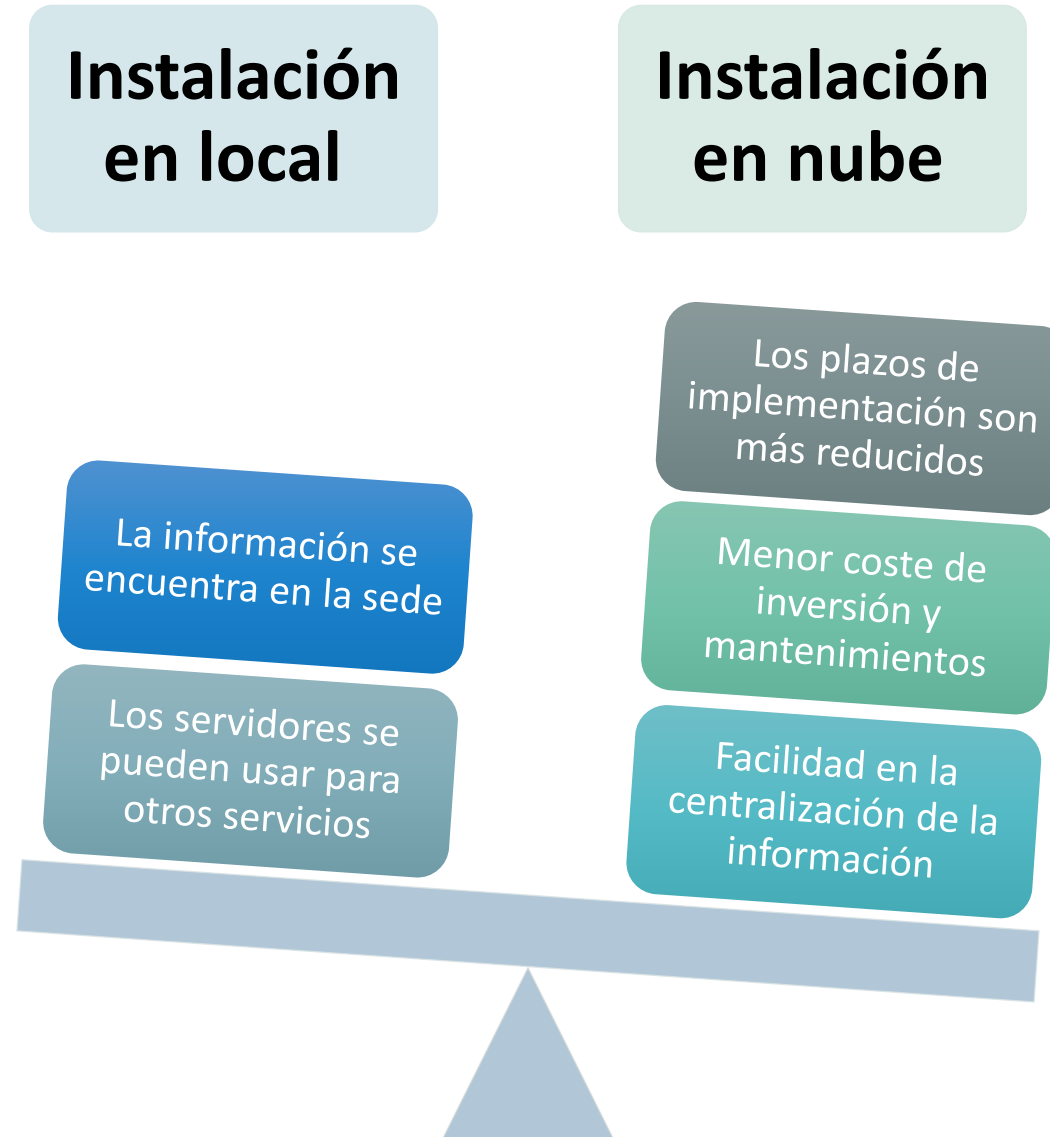 Instalación
en local
Instalación
en nube
La información se
encuentra en la sede
Los servidores se
pueden usar para
otros servicios
Los plazos de
implementación son
más reducidos
Menor coste de
inversión y
mantenimientos
Facilidad en la
centralización de la
información